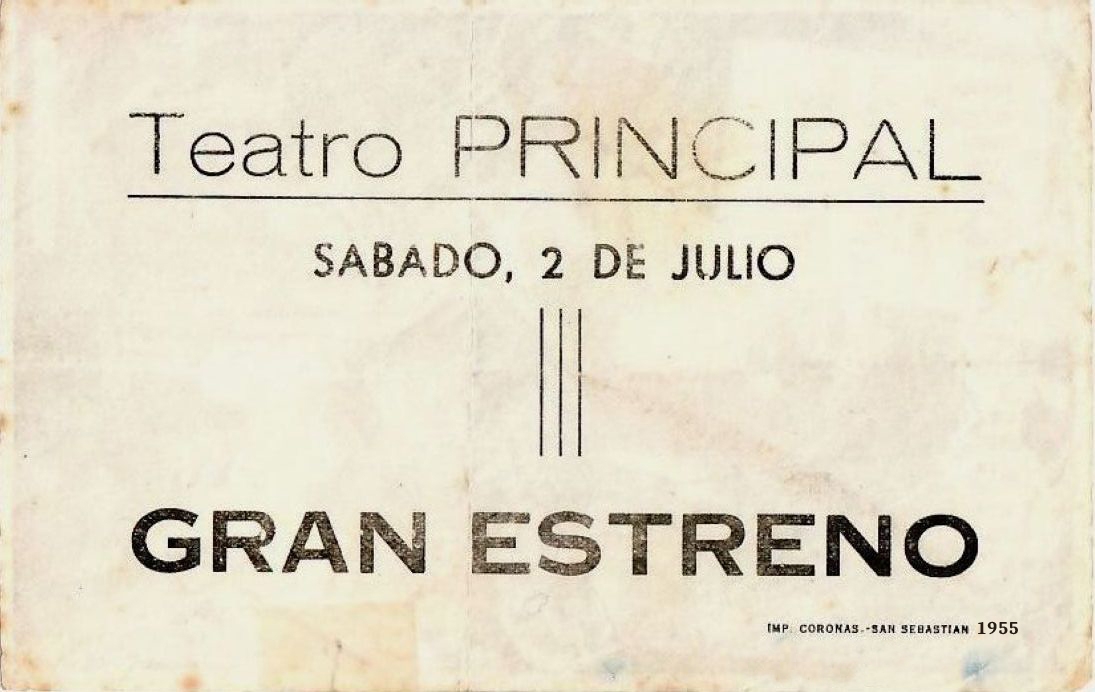 Teatro PRINCIPAL
SABADO, 2 DE JULIO
GRAN ESTRENO
IMP. CORONAS.-SAN SEBASTIAN 1955